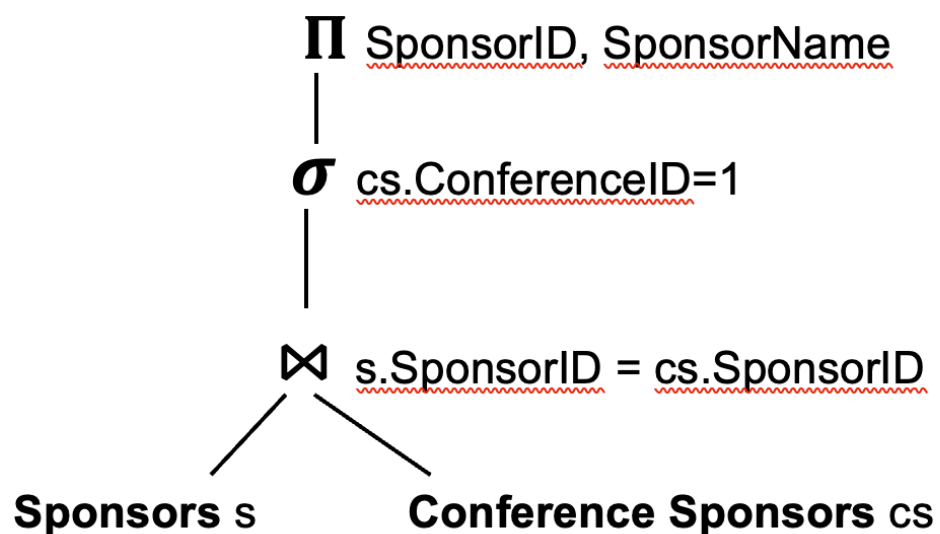 Π SponsorID, SponsorName
σ cs.ConferenceID=1
⋈ s.SponsorID = cs.SponsorID
Sponsors s
Conference Sponsors cs